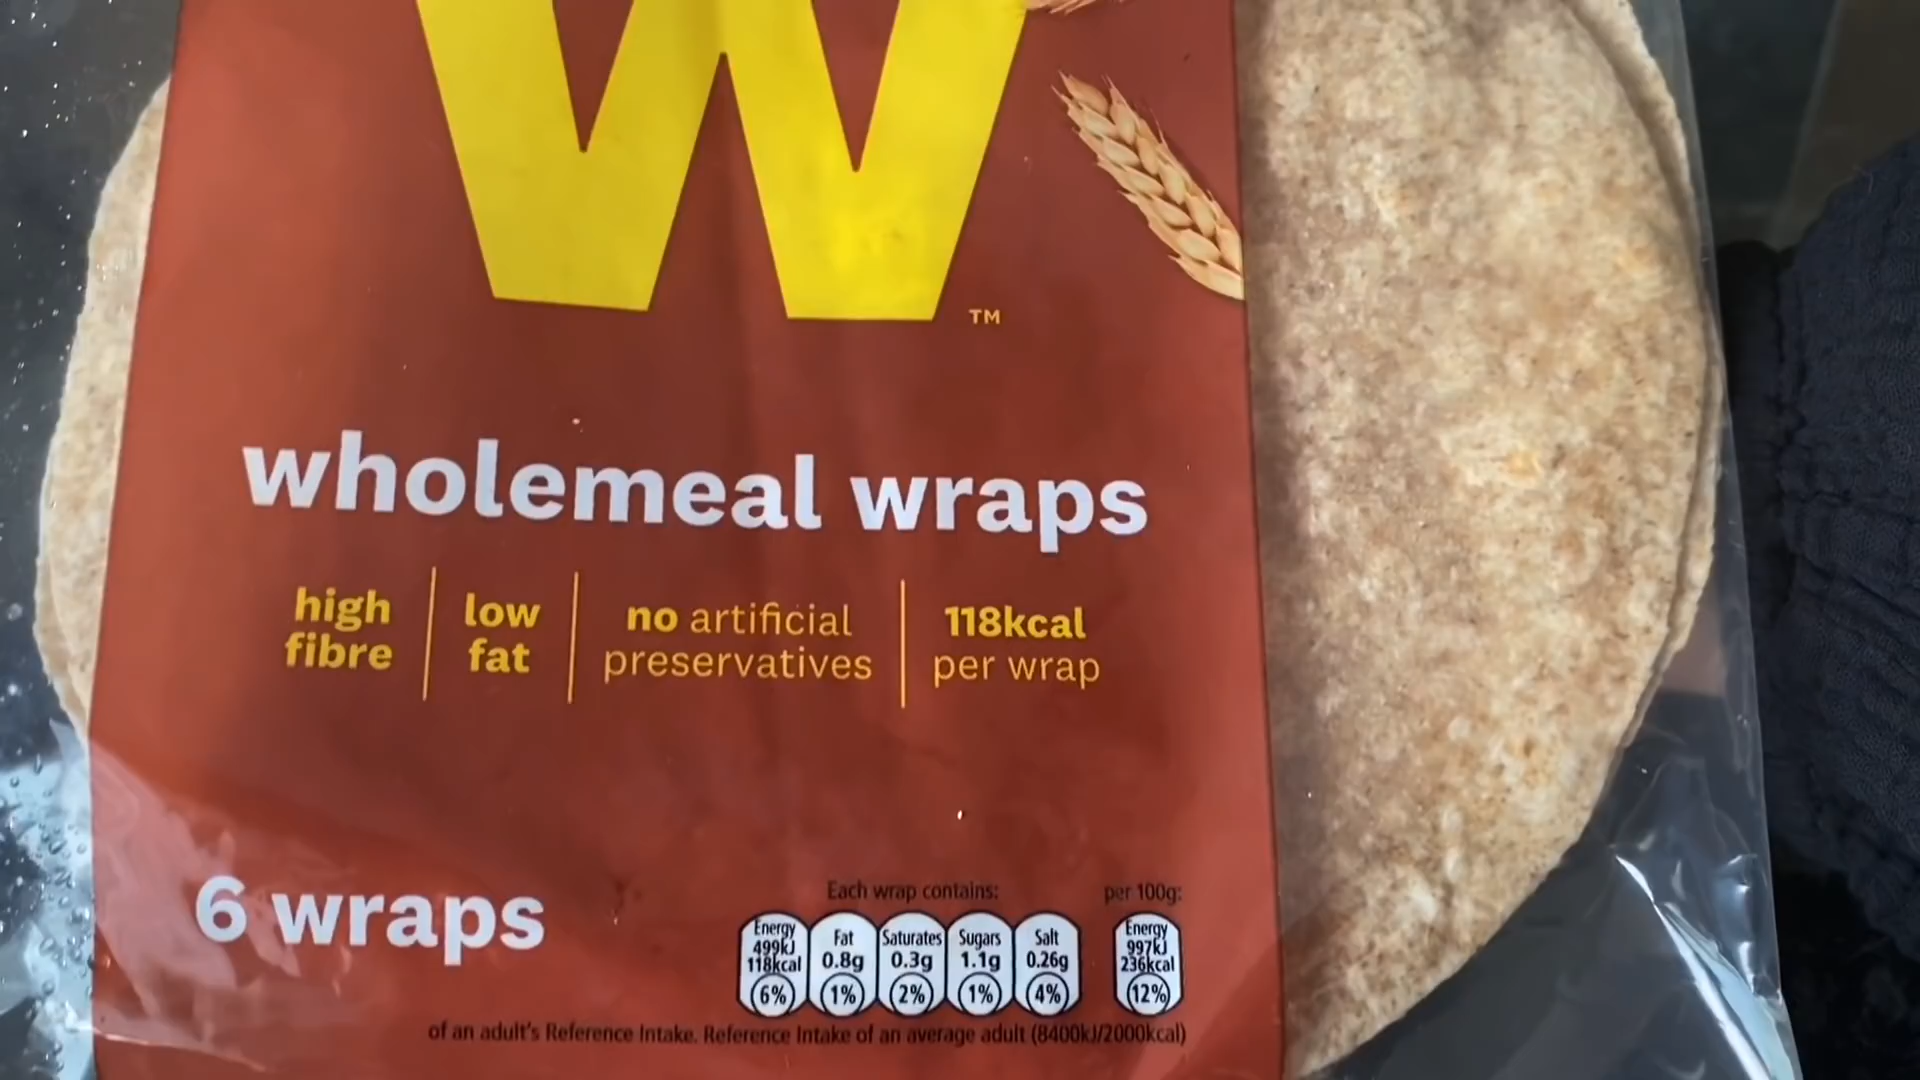 W
TM
wholemeal wraps
high fibre
low fat
no artificial preservatives
118kcal per wrap
6 wraps
Each wrap contains:
per 100g:
Energy 499kJ 118kcal 6%
Fat 0.8g 1%
Saturates 0.3g 2%
Sugars 1.1g 1%
Salt 0.26g 4%
Energy 997kJ 236kcal 12%
of an adult's Reference Intake. Reference Intake of an average adult (8400kJ/2000kcal)